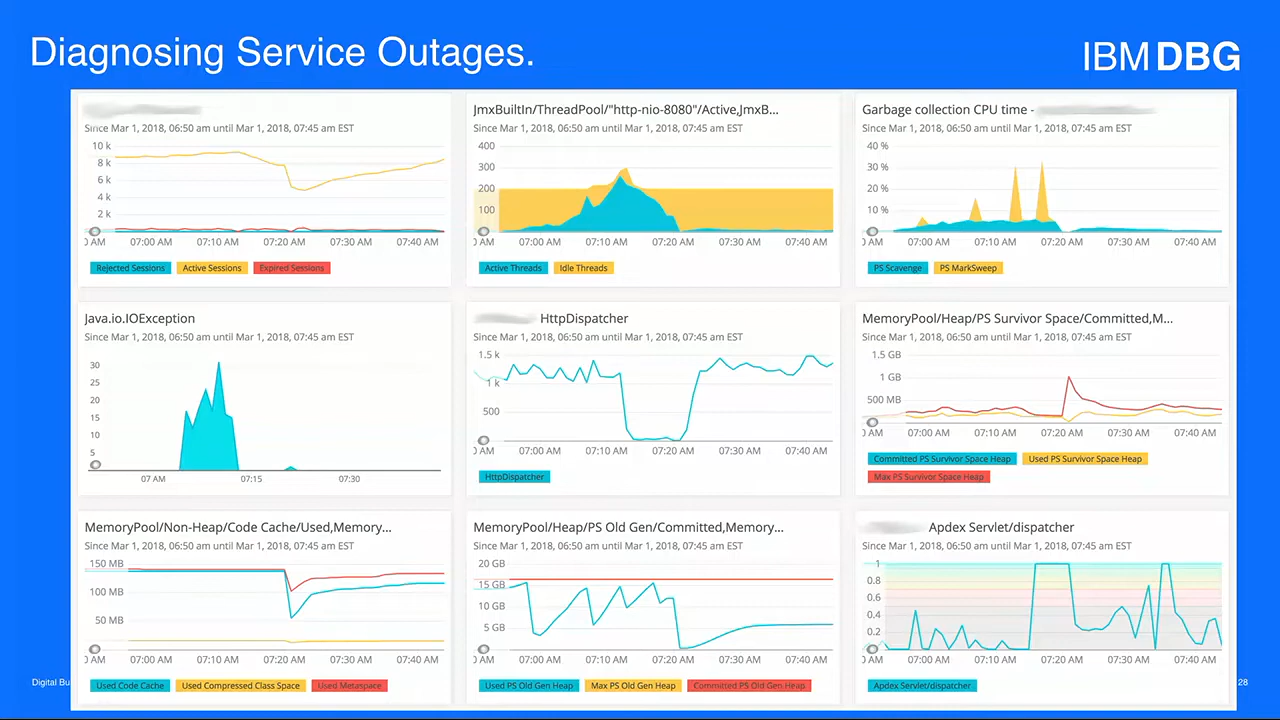 Diagnosing Service Outages.
IBM DBG
Since Mar 1, 2018, 06:50 am until Mar 1, 2018, 07:45 am EST
10 k
8 k
6 k
4 k
2 k
0 AM 07:00 AM 07:10 AM 07:20 AM 07:30 AM 07:40 AM
Rejected Sessions Active Sessions Expired Sessions
JmxBuiltIn/ThreadPool/"http-nio-8080"/Active,JmxB...
Since Mar 1, 2018, 06:50 am until Mar 1, 2018, 07:45 am EST
400
300
200
100
0 AM 07:00 AM 07:10 AM 07:20 AM 07:30 AM 07:40 AM
Active Threads Idle Threads
Garbage collection CPU time -
Since Mar 1, 2018, 06:50 am until Mar 1, 2018, 07:45 am EST
40 %
30 %
20 %
10 %
0 AM 07:00 AM 07:10 AM 07:20 AM 07:30 AM 07:40 AM
PS Scavenge PS MarkSweep
Java.io.IOException
Since Mar 1, 2018, 06:50 am until Mar 1, 2018, 07:45 am EST
30
25
20
15
10
5
07 AM 07:15 07:30
HttpDispatcher
Since Mar 1, 2018, 06:50 am until Mar 1, 2018, 07:45 am EST
1.5 k
1 k
500
0 AM 07:00 AM 07:10 AM 07:20 AM 07:30 AM 07:40 AM
HttpDispatcher
MemoryPool/Heap/PS Survivor Space/Committed,M...
Since Mar 1, 2018, 06:50 am until Mar 1, 2018, 07:45 am EST
1.5 GB
1 GB
500 MB
0 AM 07:00 AM 07:10 AM 07:20 AM 07:30 AM 07:40 AM
Committed PS Survivor Space Heap Used PS Survivor Space Heap
Max PS Survivor Space Heap
MemoryPool/Non-Heap/Code Cache/Used,Memory...
Since Mar 1, 2018, 06:50 am until Mar 1, 2018, 07:45 am EST
150 MB
100 MB
50 MB
0 AM 07:00 AM 07:10 AM 07:20 AM 07:30 AM 07:40 AM
Used Code Cache Used Compressed Class Space Used Metaspace
MemoryPool/Heap/PS Old Gen/Committed,Memory...
Since Mar 1, 2018, 06:50 am until Mar 1, 2018, 07:45 am EST
20 GB
15 GB
10 GB
5 GB
0 AM 07:00 AM 07:10 AM 07:20 AM 07:30 AM 07:40 AM
Used PS Old Gen Heap Max PS Old Gen Heap Committed PS Old Gen Heap
Apdex Servlet/dispatcher
Since Mar 1, 2018, 06:50 am until Mar 1, 2018, 07:45 am EST
1
0.8
0.6
0.4
0.2
0 AM 07:00 AM 07:10 AM 07:20 AM 07:30 AM 07:40 AM
Apdex Servlet/dispatcher
Digital Bu
28